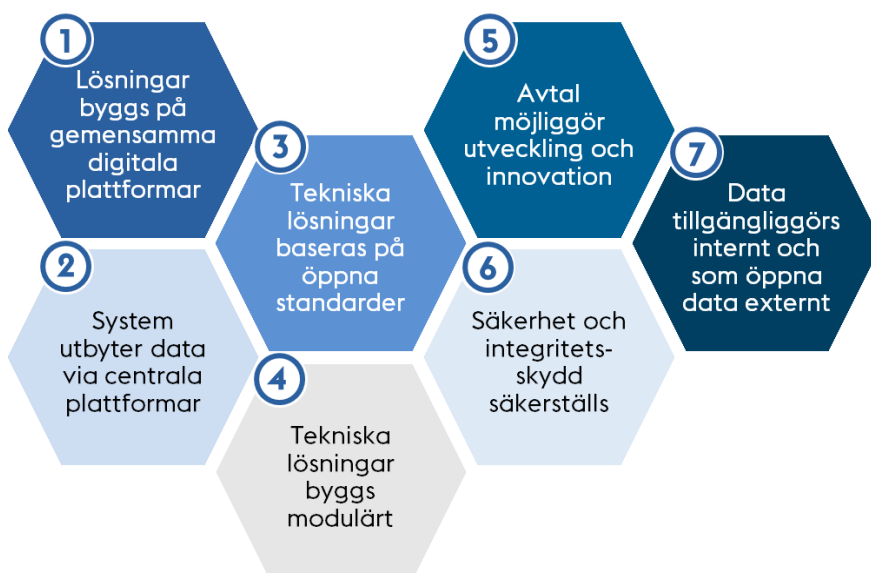 1
Lösningar
byggs på
gemensamma
digitala
plattformar
2
System
utbyter data
via centrala
plattformar
3
Tekniska
lösningar
baseras på
öppna
standarder
4
Tekniska
lösningar
byggs
modulärt
5
Avtal
möjliggör
utveckling och
innovation
6
Säkerhet och
integritets-
skydd
säkerställs
7
Data
tillgängliggörs
internt och
som öppna
data externt